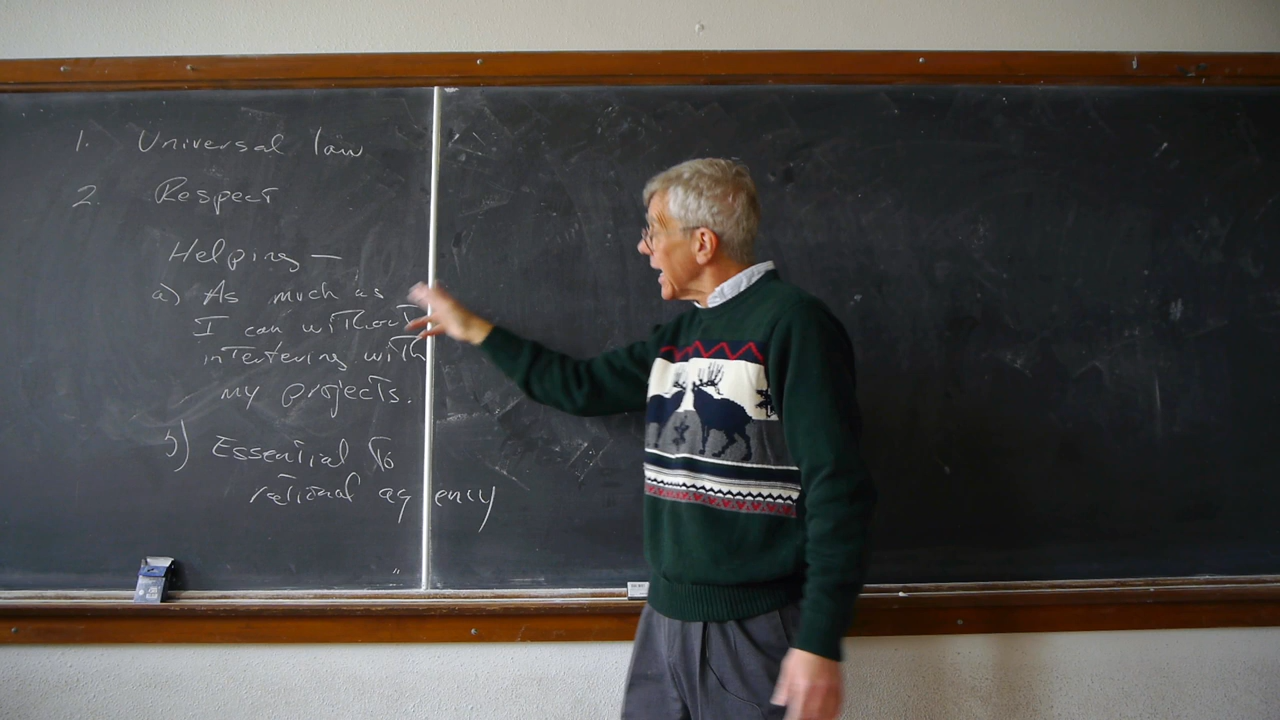 1. Universal law
2. Respect
Helping —
a) As much as
I can without
interfering with
my projects.
b) Essential to
rational agency